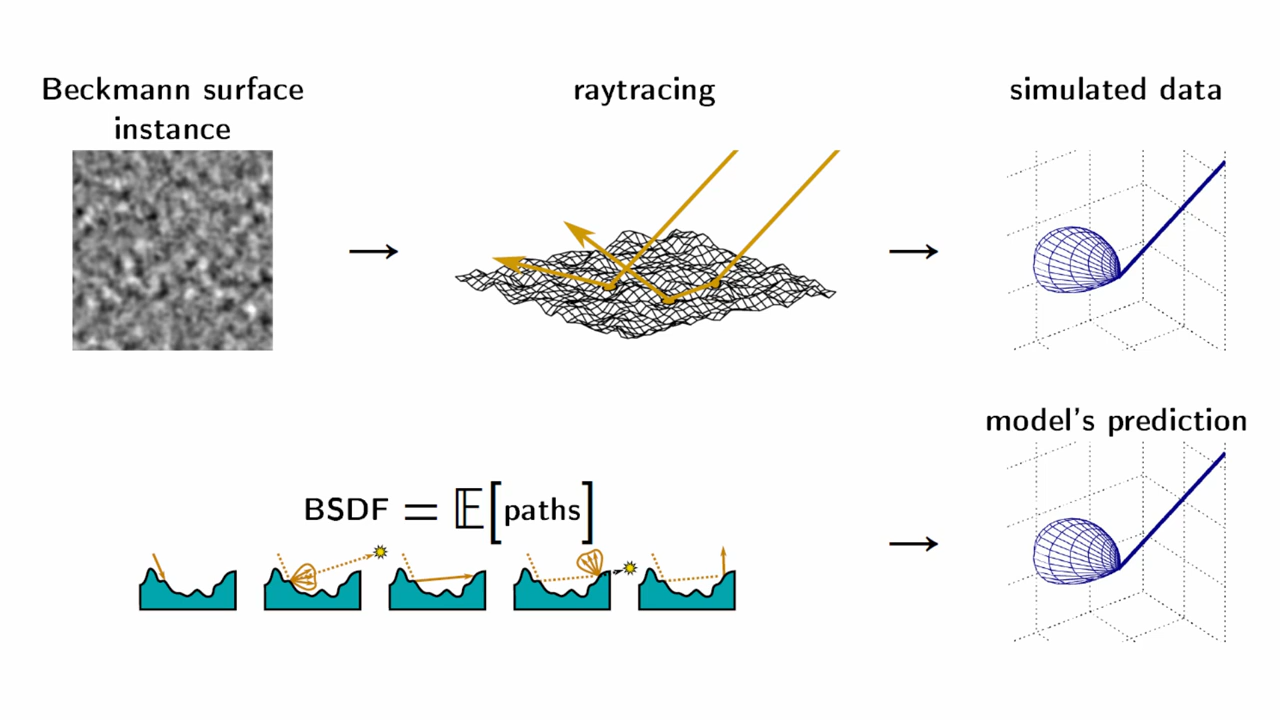 Beckmann surface
instance
raytracing
simulated data
model's prediction
BSDF = 𝔼[paths]